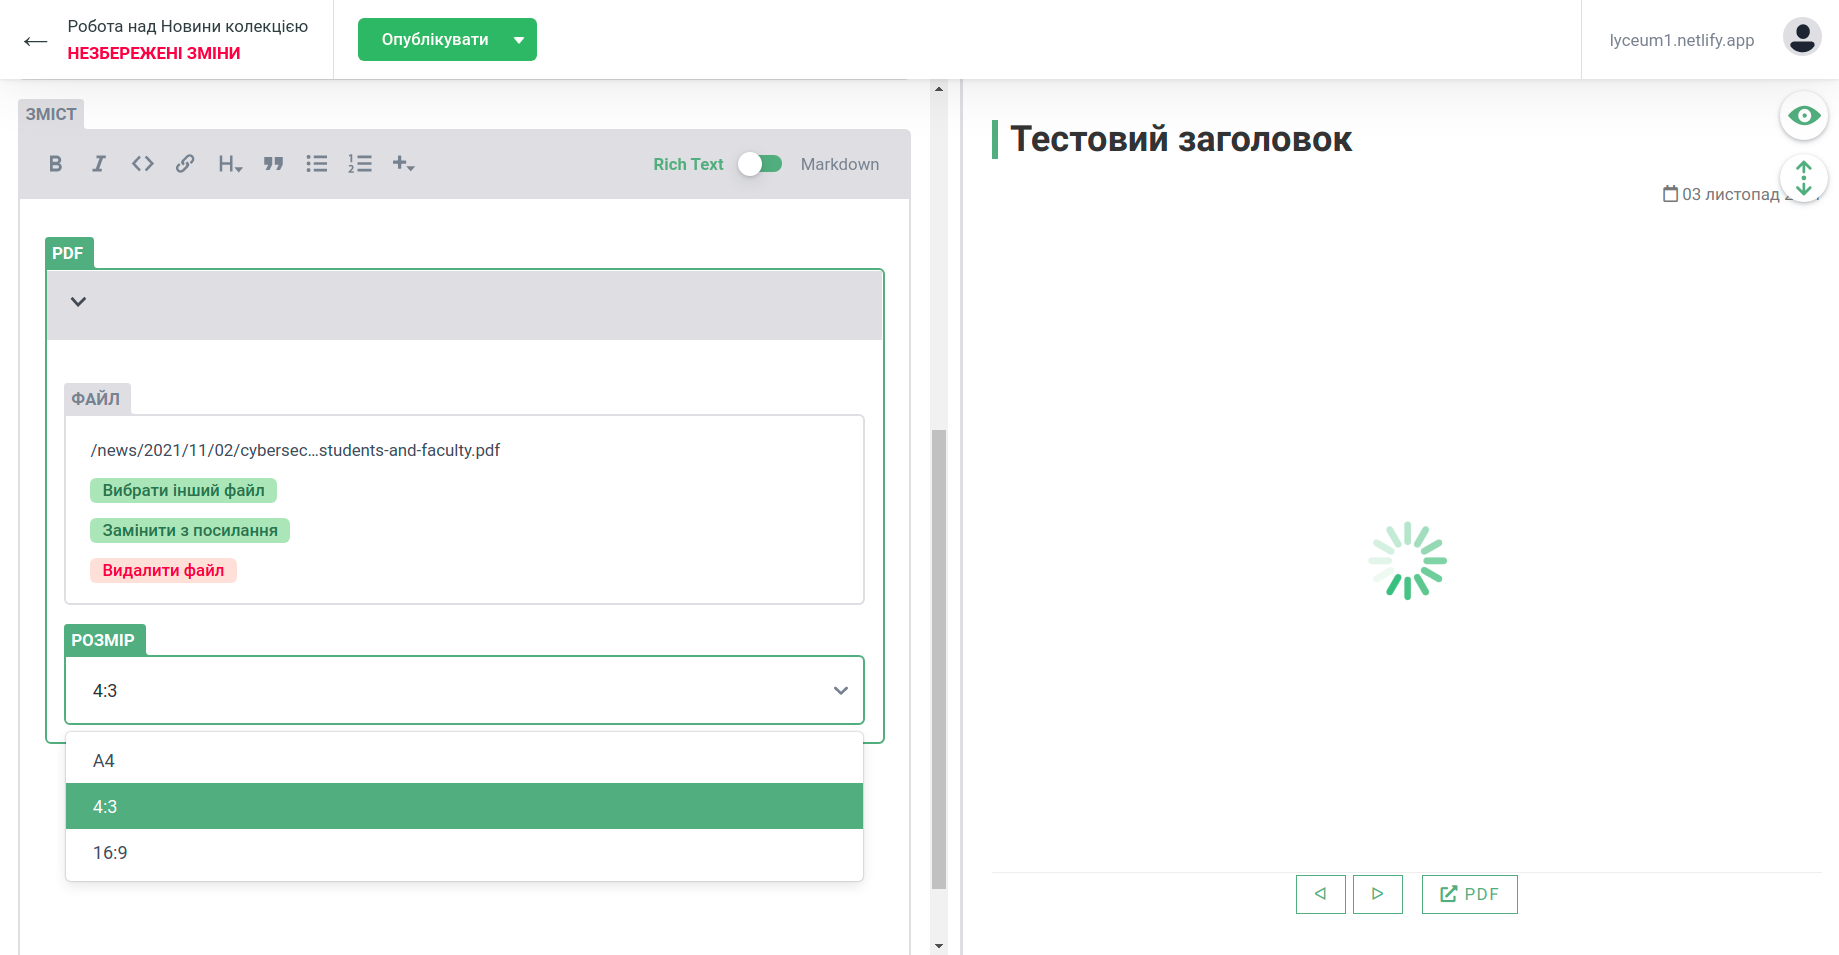 Робота над Новини колекцією
НЕЗБЕРЕЖЕНІ ЗМІНИ
Опублікувати
lyceum1.netlify.app
ЗМІСТ
Rich Text
Markdown
PDF
ФАЙЛ
/news/2021/11/02/cybersec...students-and-faculty.pdf
Вибрати інший файл
Замінити з посилання
Видалити файл
РОЗМІР
4:3
A4
4:3
16:9
Тестовий заголовок
03 листопад
PDF